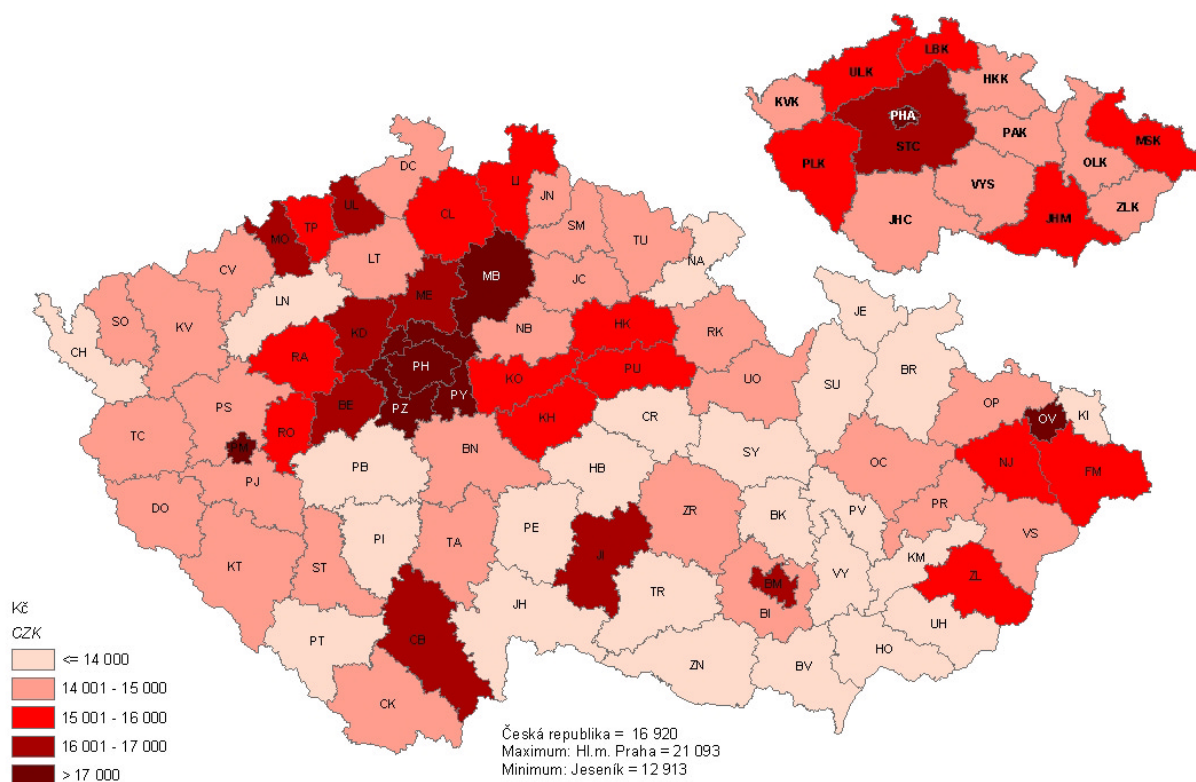 LBK
ULK
HKK
KVK
PHA
PAK
MSK
STC
OLK
PLK
VYS
ZLK
JHM
JHC
DC
LI
UL
CL
JN
TP
MO
SM
TU
CV
LT
NA
MB
JC
LN
ME
JE
SO
KV
NB
HK
RK
KD
CH
RA
PH
BR
KO
PU
UO
SU
PY
PS
BE
PZ
OP
OV
KI
KH
CR
TC
RO
PM
BN
SY
OC
NJ
FM
PB
HB
PJ
PR
DO
ZR
BK
PV
PE
VS
PI
TA
KM
JI
BM
VY
ZL
KT
ST
TR
JH
BI
UH
PT
CB
HO
ZN
BV
CK
Kč
CZK
<= 14 000
14 001 - 15 000
15 001 - 16 000
16 001 - 17 000
> 17 000
Česká republika = 16 920
Maximum: Hl.m. Praha = 21 093
Minimum: Jeseník = 12 913